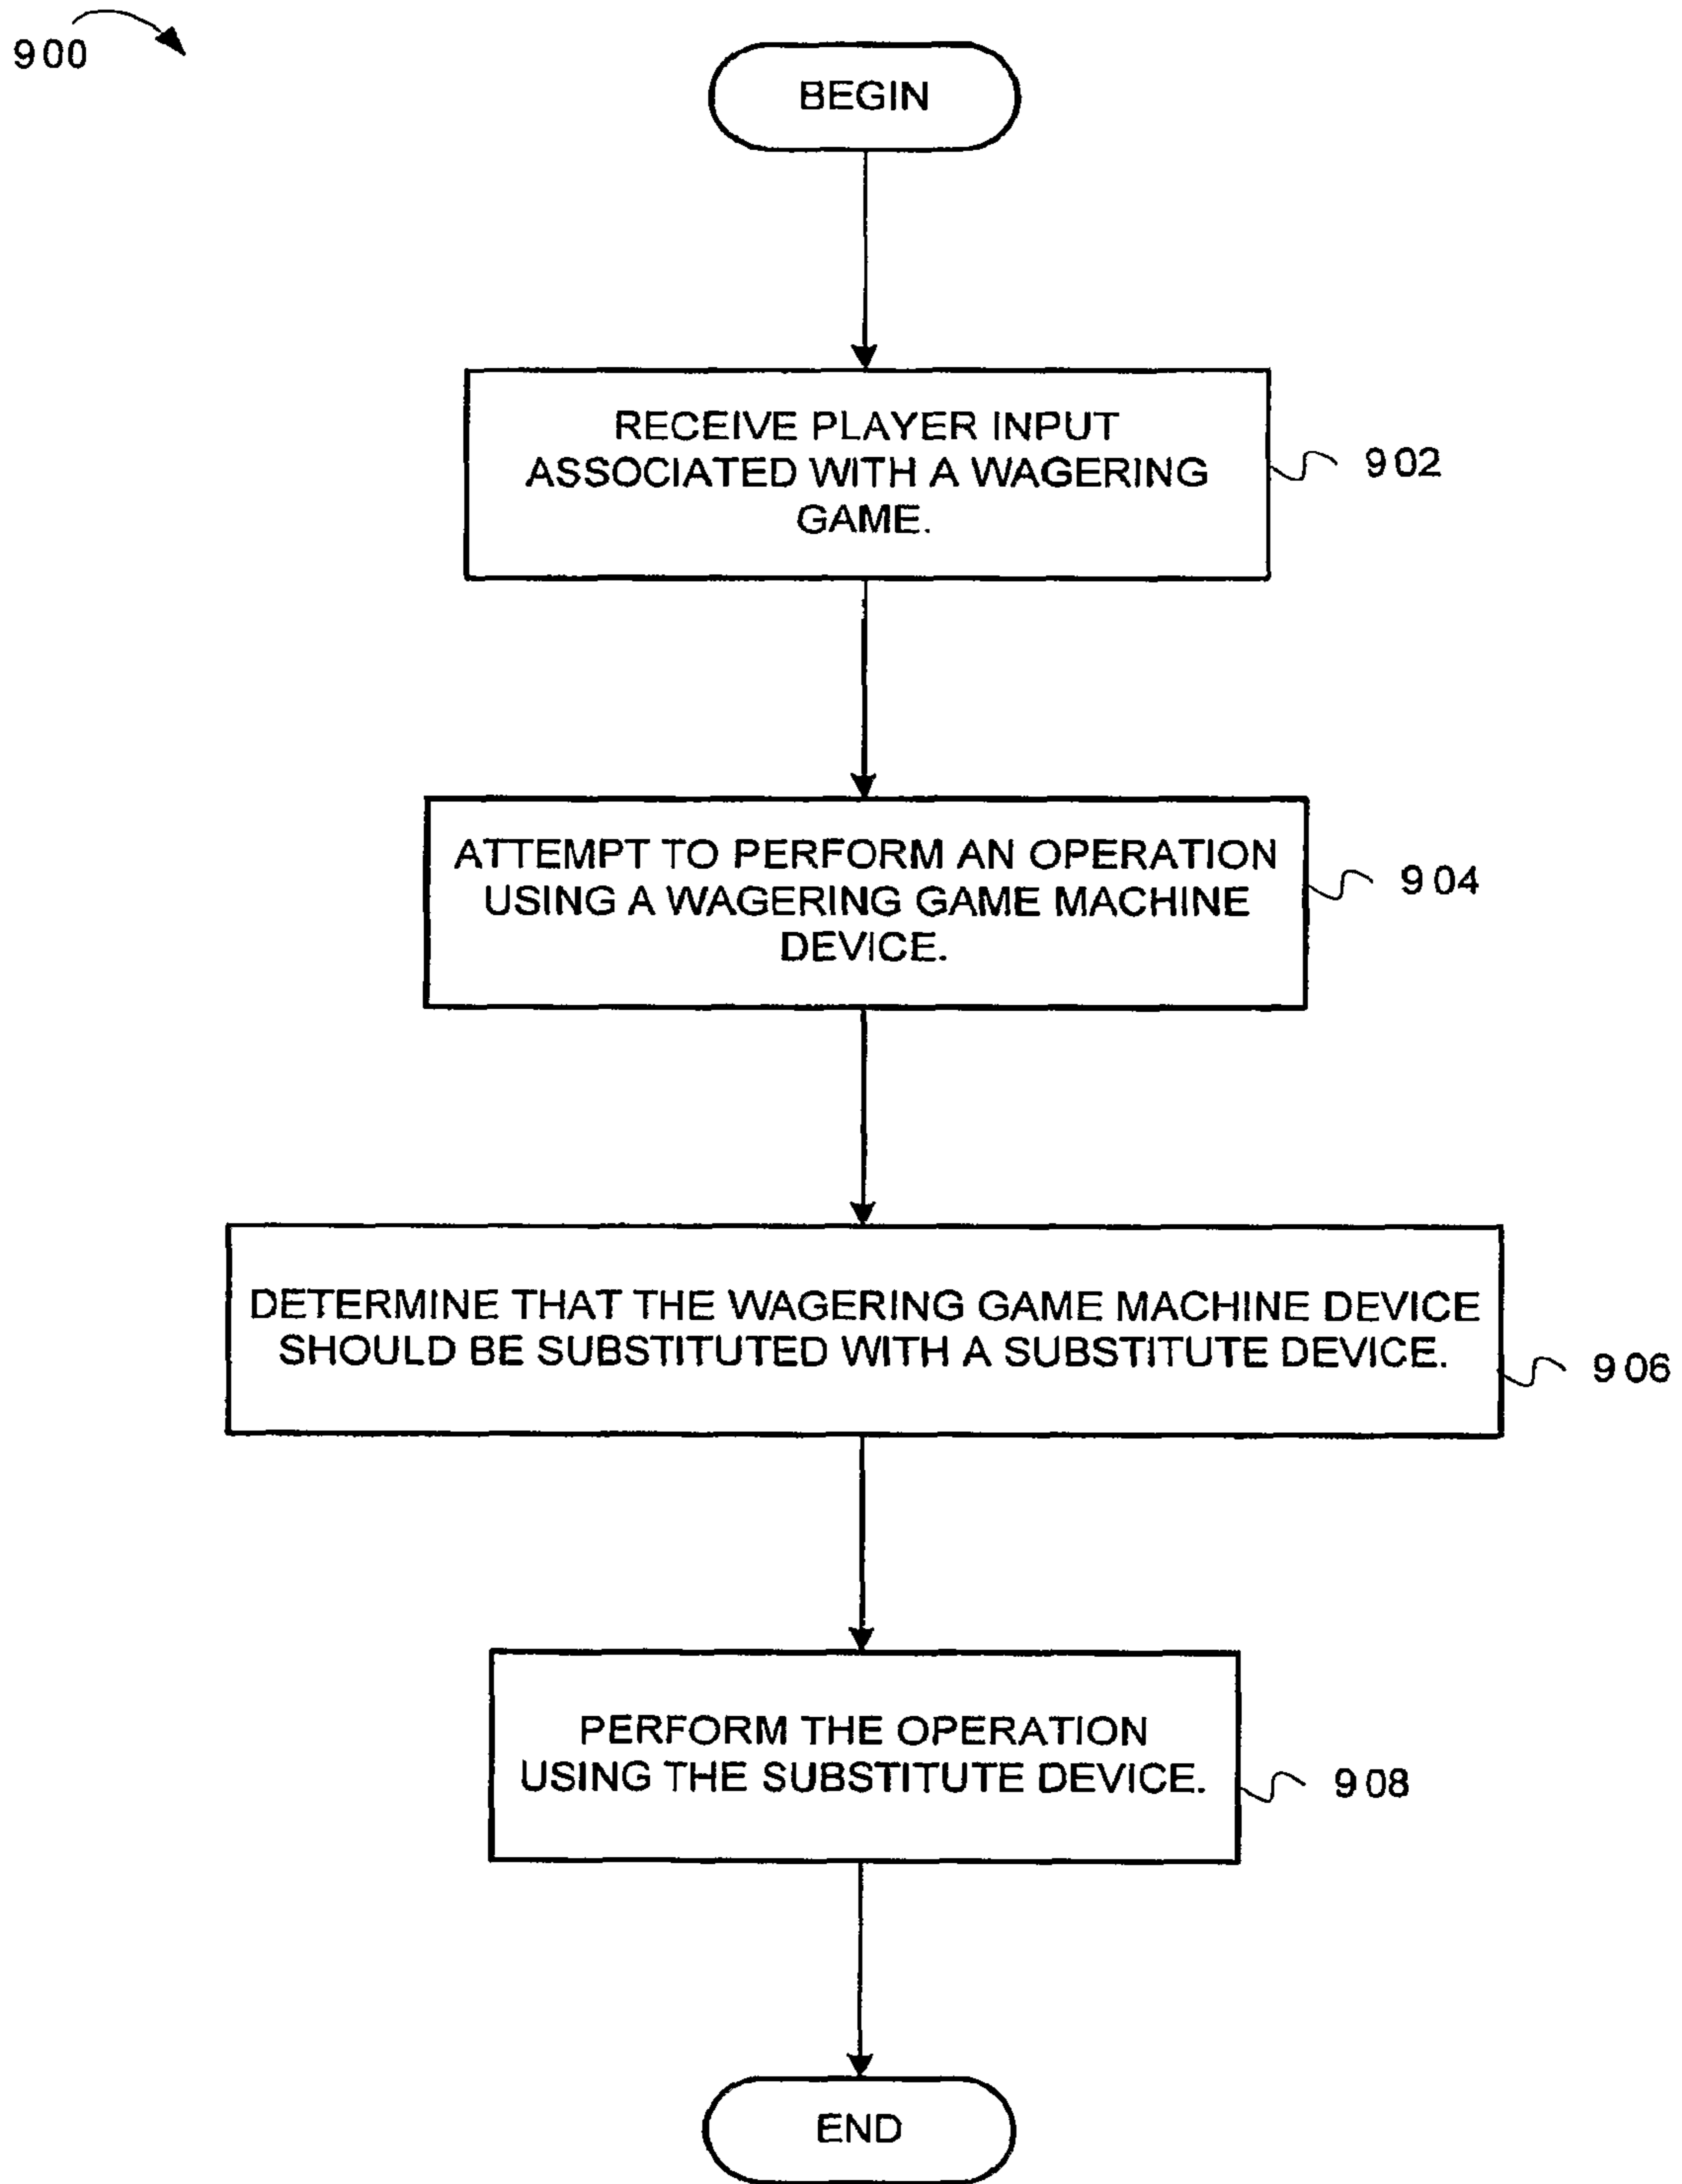 900
BEGIN
RECEIVE PLAYER INPUT
ASSOCIATED WITH A WAGERING
GAME.
902
ATTEMPT TO PERFORM AN OPERATION
USING A WAGERING GAME MACHINE
DEVICE.
904
DETERMINE THAT THE WAGERING GAME MACHINE DEVICE
SHOULD BE SUBSTITUTED WITH A SUBSTITUTE DEVICE.
906
PERFORM THE OPERATION
USING THE SUBSTITUTE DEVICE.
908
END